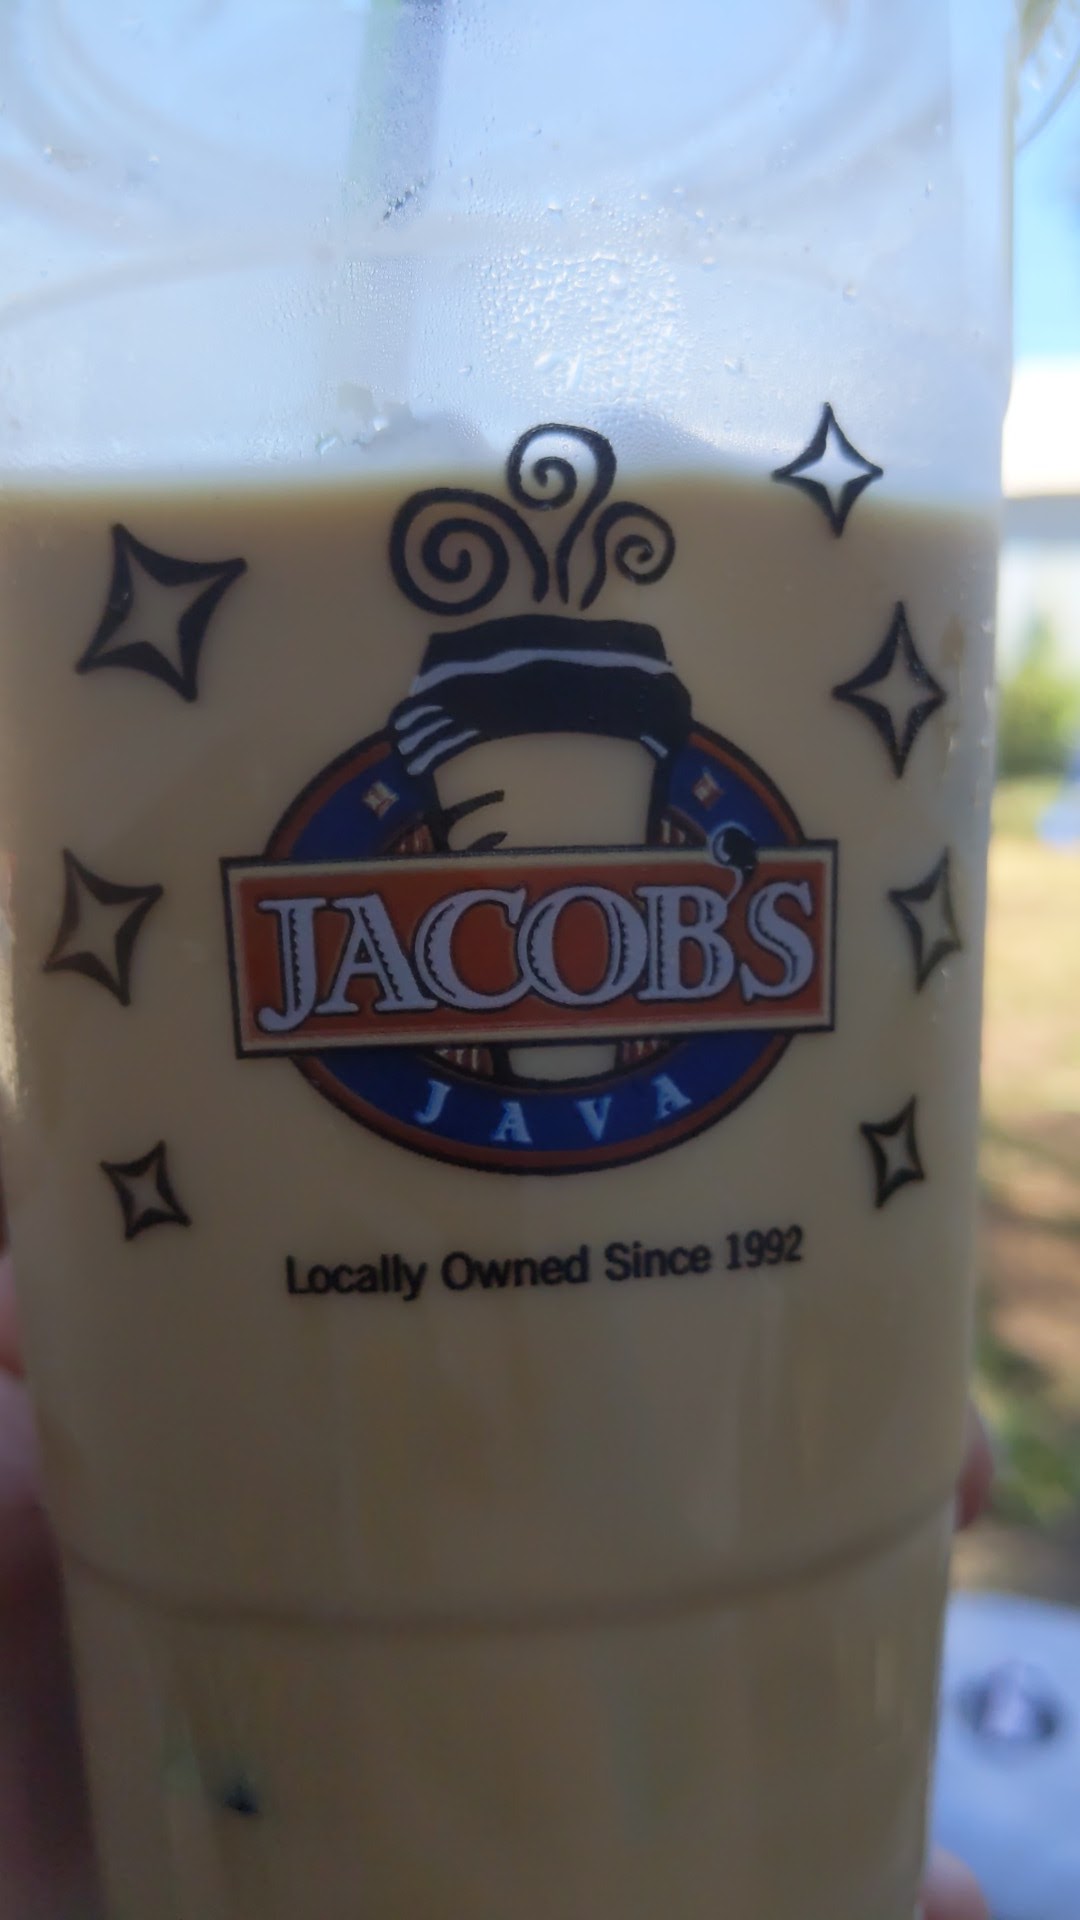 JACOB'S
JAVA
Locally Owned Since 1992